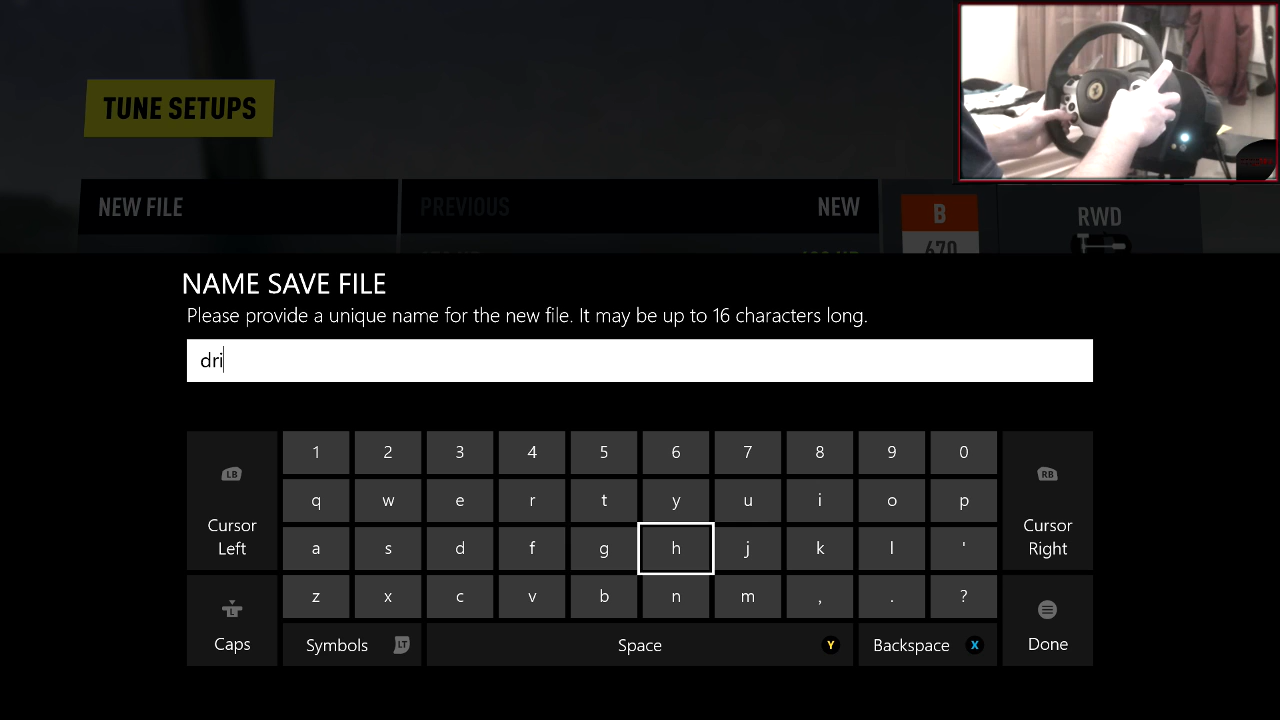 TUNE SETUPS
NEW FILE
PREVIOUS NEW
B
670
RWD
NAME SAVE FILE
Please provide a unique name for the new file. It may be up to 16 characters long.
dri
1 2 3 4 5 6 7 8 9 0
q w e r t y u i o p
a s d f g h j k l '
z x c v b n m , . ?
LB
Cursor
Left
RB
Cursor
Right
L
Caps
Symbols LT
Space Y
Backspace X
Done